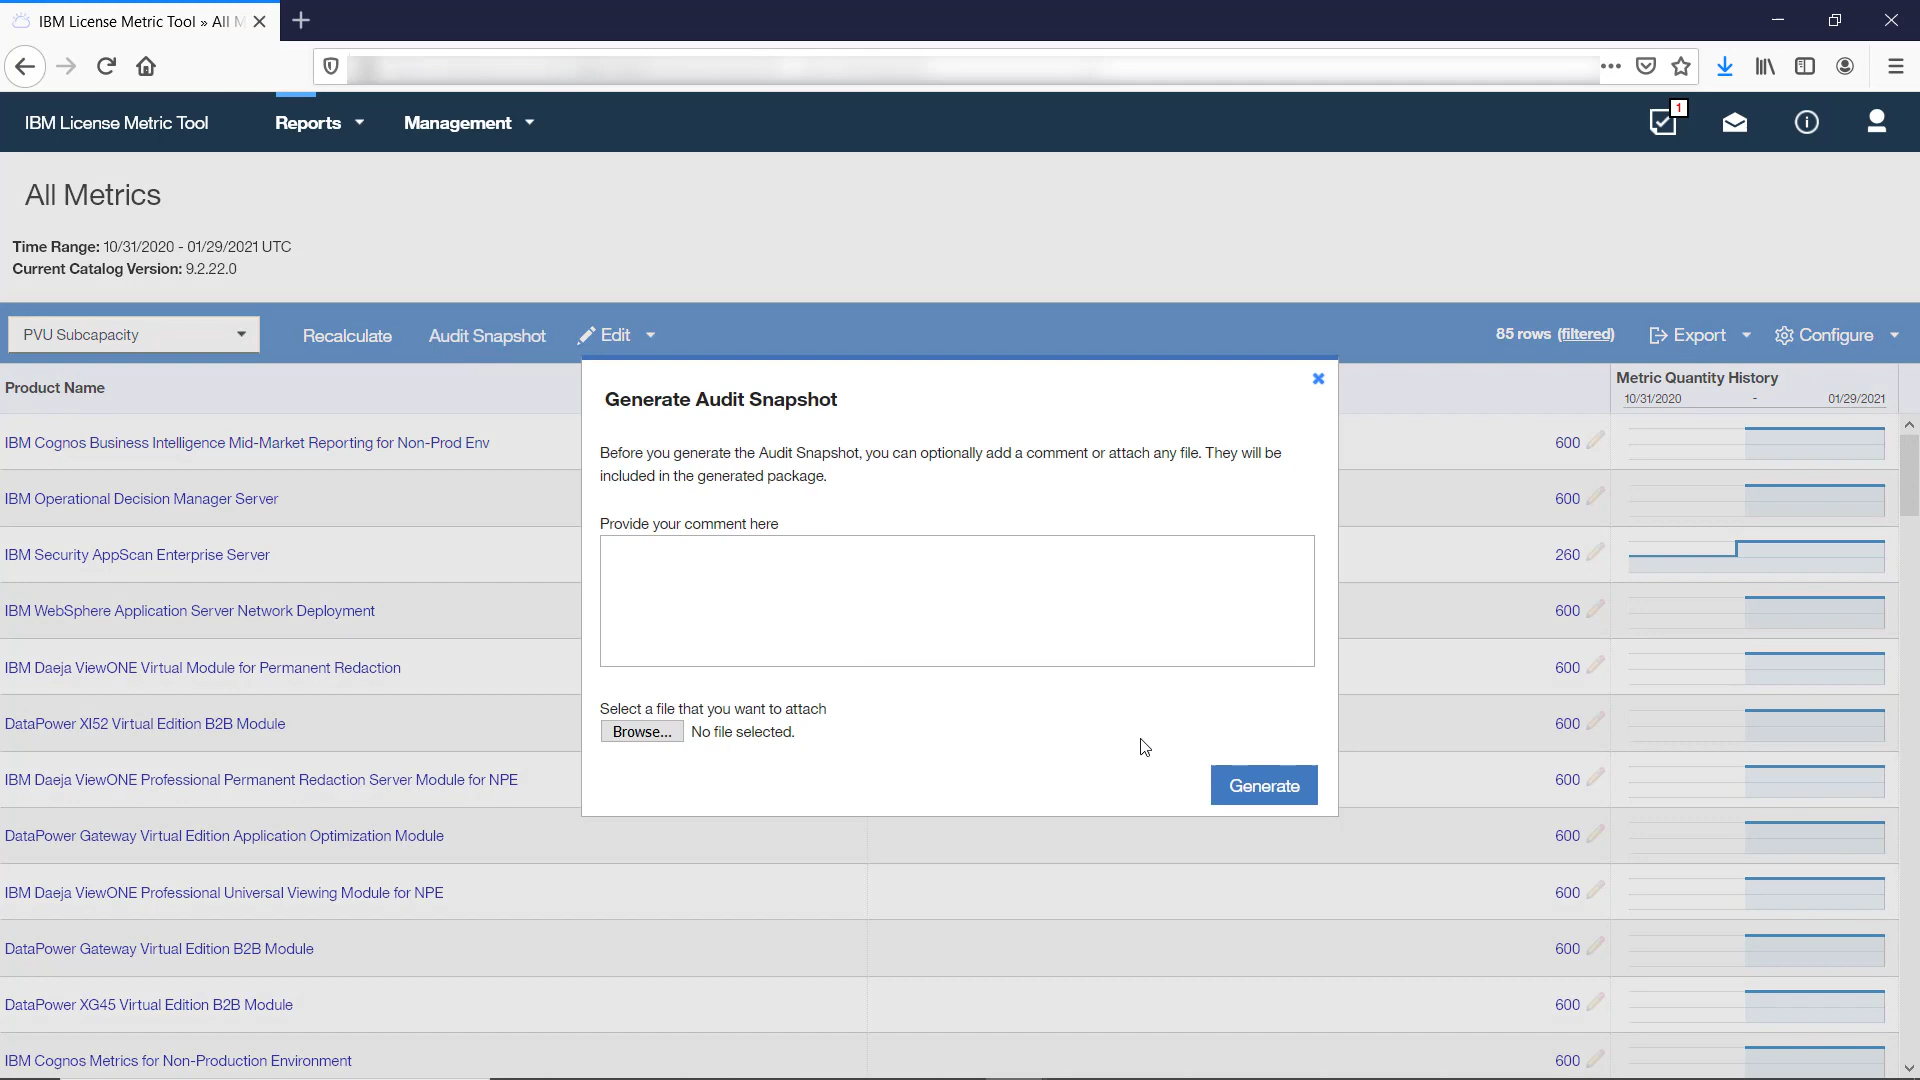 IBM License Metric Tool » All M
IBM License Metric Tool
Reports
Management
1
All Metrics
Time Range: 10/31/2020 - 01/29/2021 UTC
Current Catalog Version: 9.2.22.0
PVU Subcapacity
Recalculate
Audit Snapshot
Edit
85 rows (filtered)
Export
Configure
Product Name
Metric Quantity History
10/31/2020 - 01/29/2021
Generate Audit Snapshot
Before you generate the Audit Snapshot, you can optionally add a comment or attach any file. They will be
included in the generated package.
Provide your comment here
Select a file that you want to attach
Browse... No file selected.
Generate
IBM Cognos Business Intelligence Mid-Market Reporting for Non-Prod Env 600
IBM Operational Decision Manager Server 600
IBM Security AppScan Enterprise Server 260
IBM WebSphere Application Server Network Deployment 600
IBM Daeja ViewONE Virtual Module for Permanent Redaction 600
DataPower XI52 Virtual Edition B2B Module 600
IBM Daeja ViewONE Professional Permanent Redaction Server Module for NPE 600
DataPower Gateway Virtual Edition Application Optimization Module 600
IBM Daeja ViewONE Professional Universal Viewing Module for NPE 600
DataPower Gateway Virtual Edition B2B Module 600
DataPower XG45 Virtual Edition B2B Module 600
IBM Cognos Metrics for Non-Production Environment 600